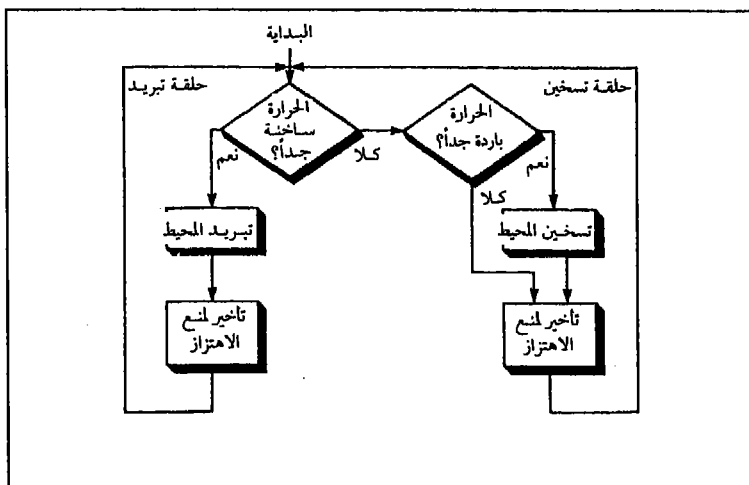 البداية
حلقة تسخين
حلقة تبريد
الحرارة
باردة جداً؟
الحرارة
ساخنة
جداً؟
نعم
كلا
كلا
نعم
تسخين المحيط
تبريد المحيط
تأخير لمنع
الاهتزاز
تأخير لمنع
الاهتزاز